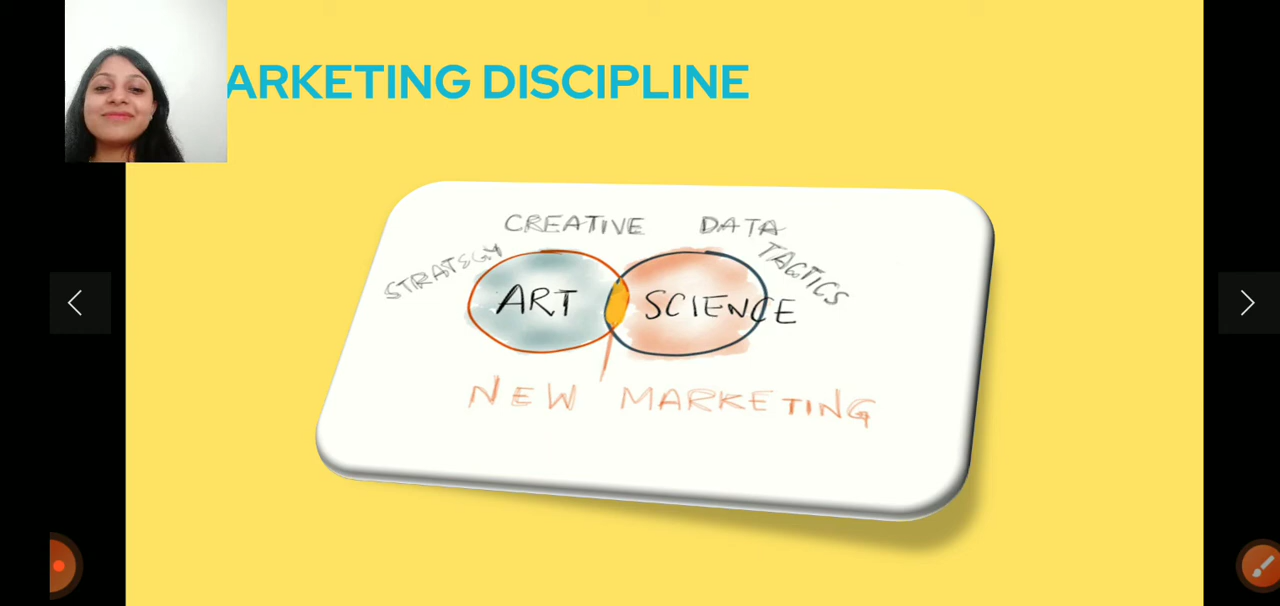 ARKETING DISCIPLINE
CREATIVE DATA
STRATEGY TACTICS
ART SCIENCE
NEW MARKETING